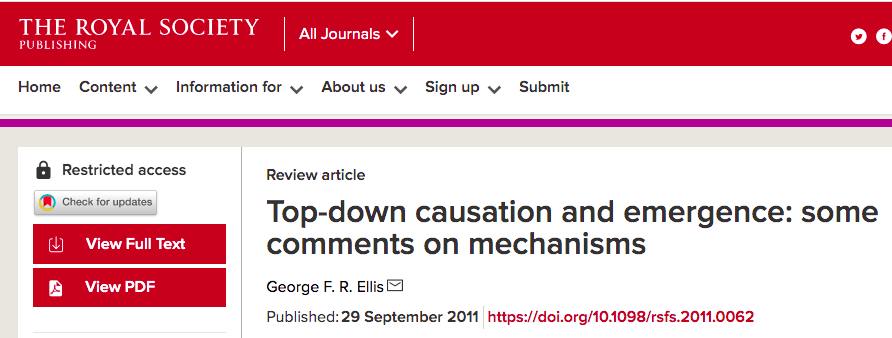 THE ROYAL SOCIETY
PUBLISHING
All Journals
Home Content Information for About us Sign up Submit
Restricted access
Check for updates
View Full Text
View PDF
Review article
Top-down causation and emergence: some
comments on mechanisms
George F. R. Ellis
Published: 29 September 2011 https://doi.org/10.1098/rsfs.2011.0062